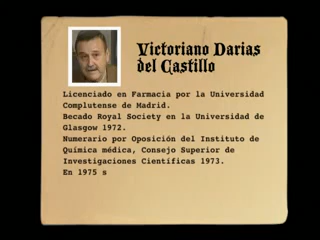 Victoriano Darias
del Castillo
Licenciado en Farmacia por la Universidad
Complutense de Madrid.
Becado Royal Society en la Universidad de
Glasgow 1972.
Numerario por Oposición del Instituto de
Química médica, Consejo Superior de
Investigaciones Científicas 1973.
En 1975 s